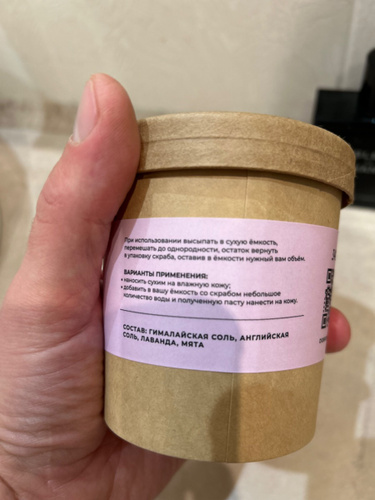 При использовании высыпать в сухую ёмкость,
перемешать до однородности, остаток вернуть
в упаковку скраба, оставив в ёмкости нужный вам объём.
ВАРИАНТЫ ПРИМЕНЕНИЯ:
• наносить сухим на влажную кожу;
• добавить в вашу ёмкость со скрабом небольшое
количество воды и полученную пасту нанести на кожу.
СОСТАВ: ГИМАЛАЙСКАЯ СОЛЬ, АНГЛИЙСКАЯ
СОЛЬ, ЛАВАНДА, МЯТА